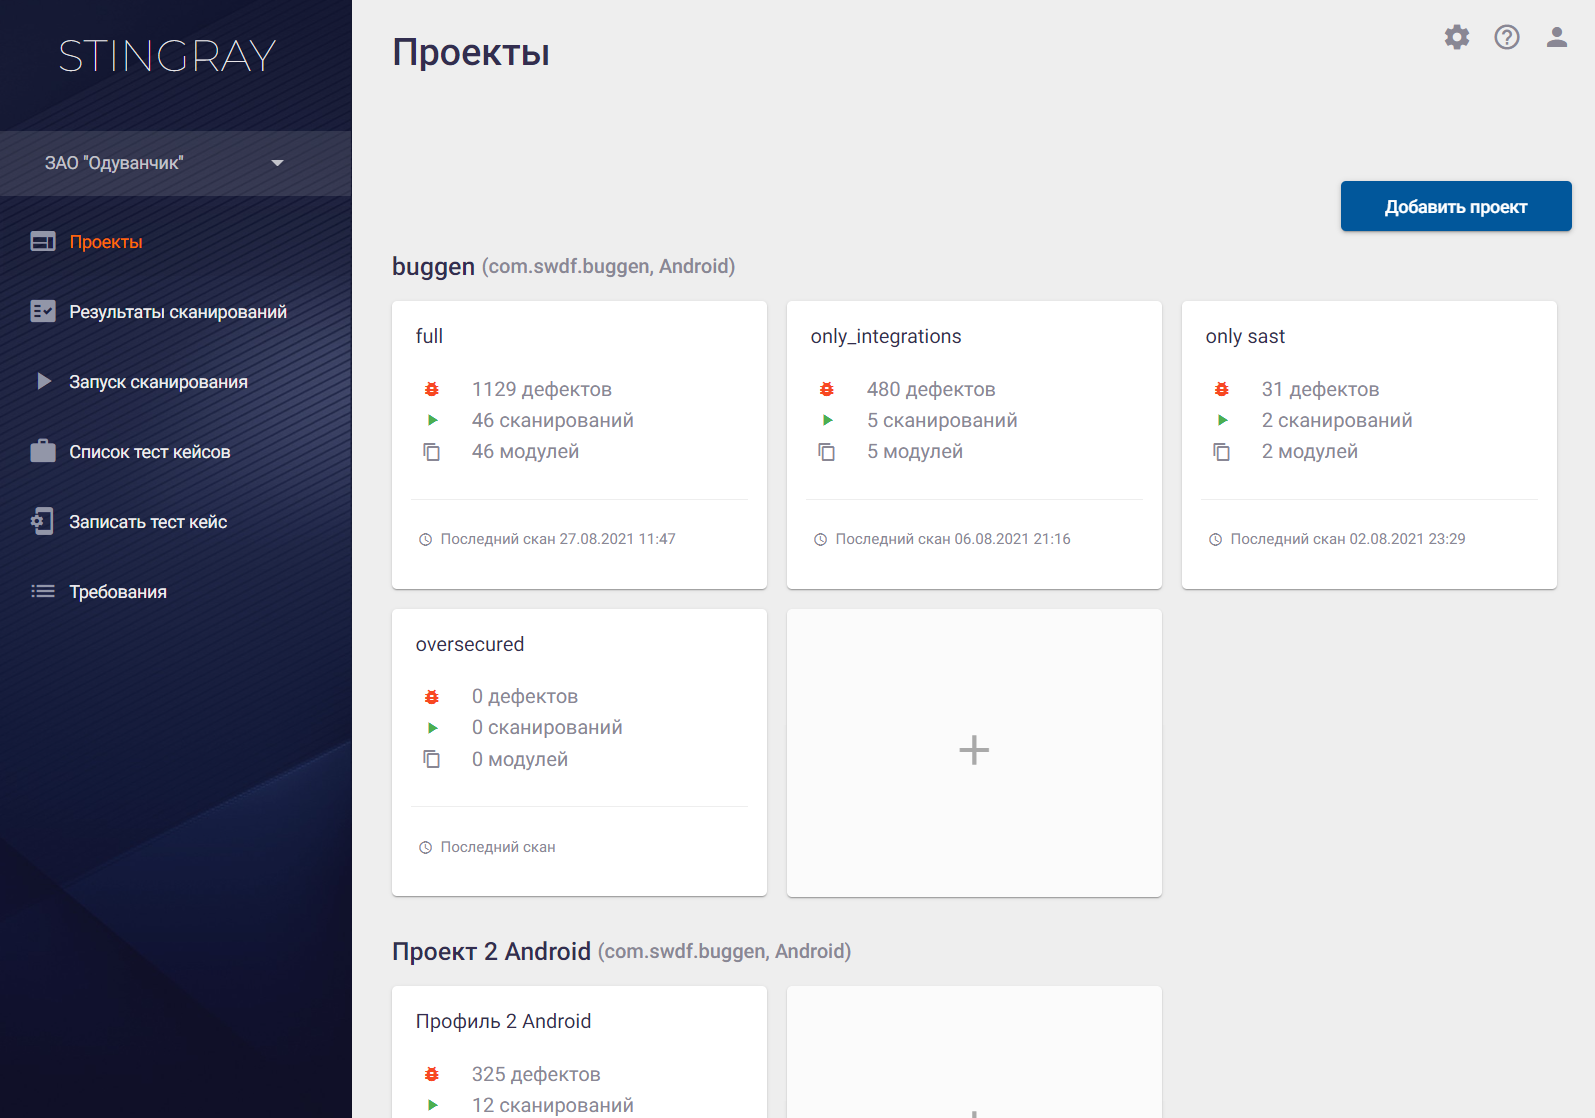 STINGRAY
ЗАО "Одуванчик"
Проекты
Результаты сканирований
Запуск сканирования
Список тест кейсов
Записать тест кейс
Требования
Проекты
Добавить проект
buggen (com.swdf.buggen, Android)
full
1129 дефектов
46 сканирований
46 модулей
Последний скан 27.08.2021 11:47
only_integrations
480 дефектов
5 сканирований
5 модулей
Последний скан 06.08.2021 21:16
only sast
31 дефектов
2 сканирований
2 модулей
Последний скан 02.08.2021 23:29
oversecured
0 дефектов
0 сканирований
0 модулей
Последний скан
Проект 2 Android (com.swdf.buggen, Android)
Профиль 2 Android
325 дефектов
12 сканирований